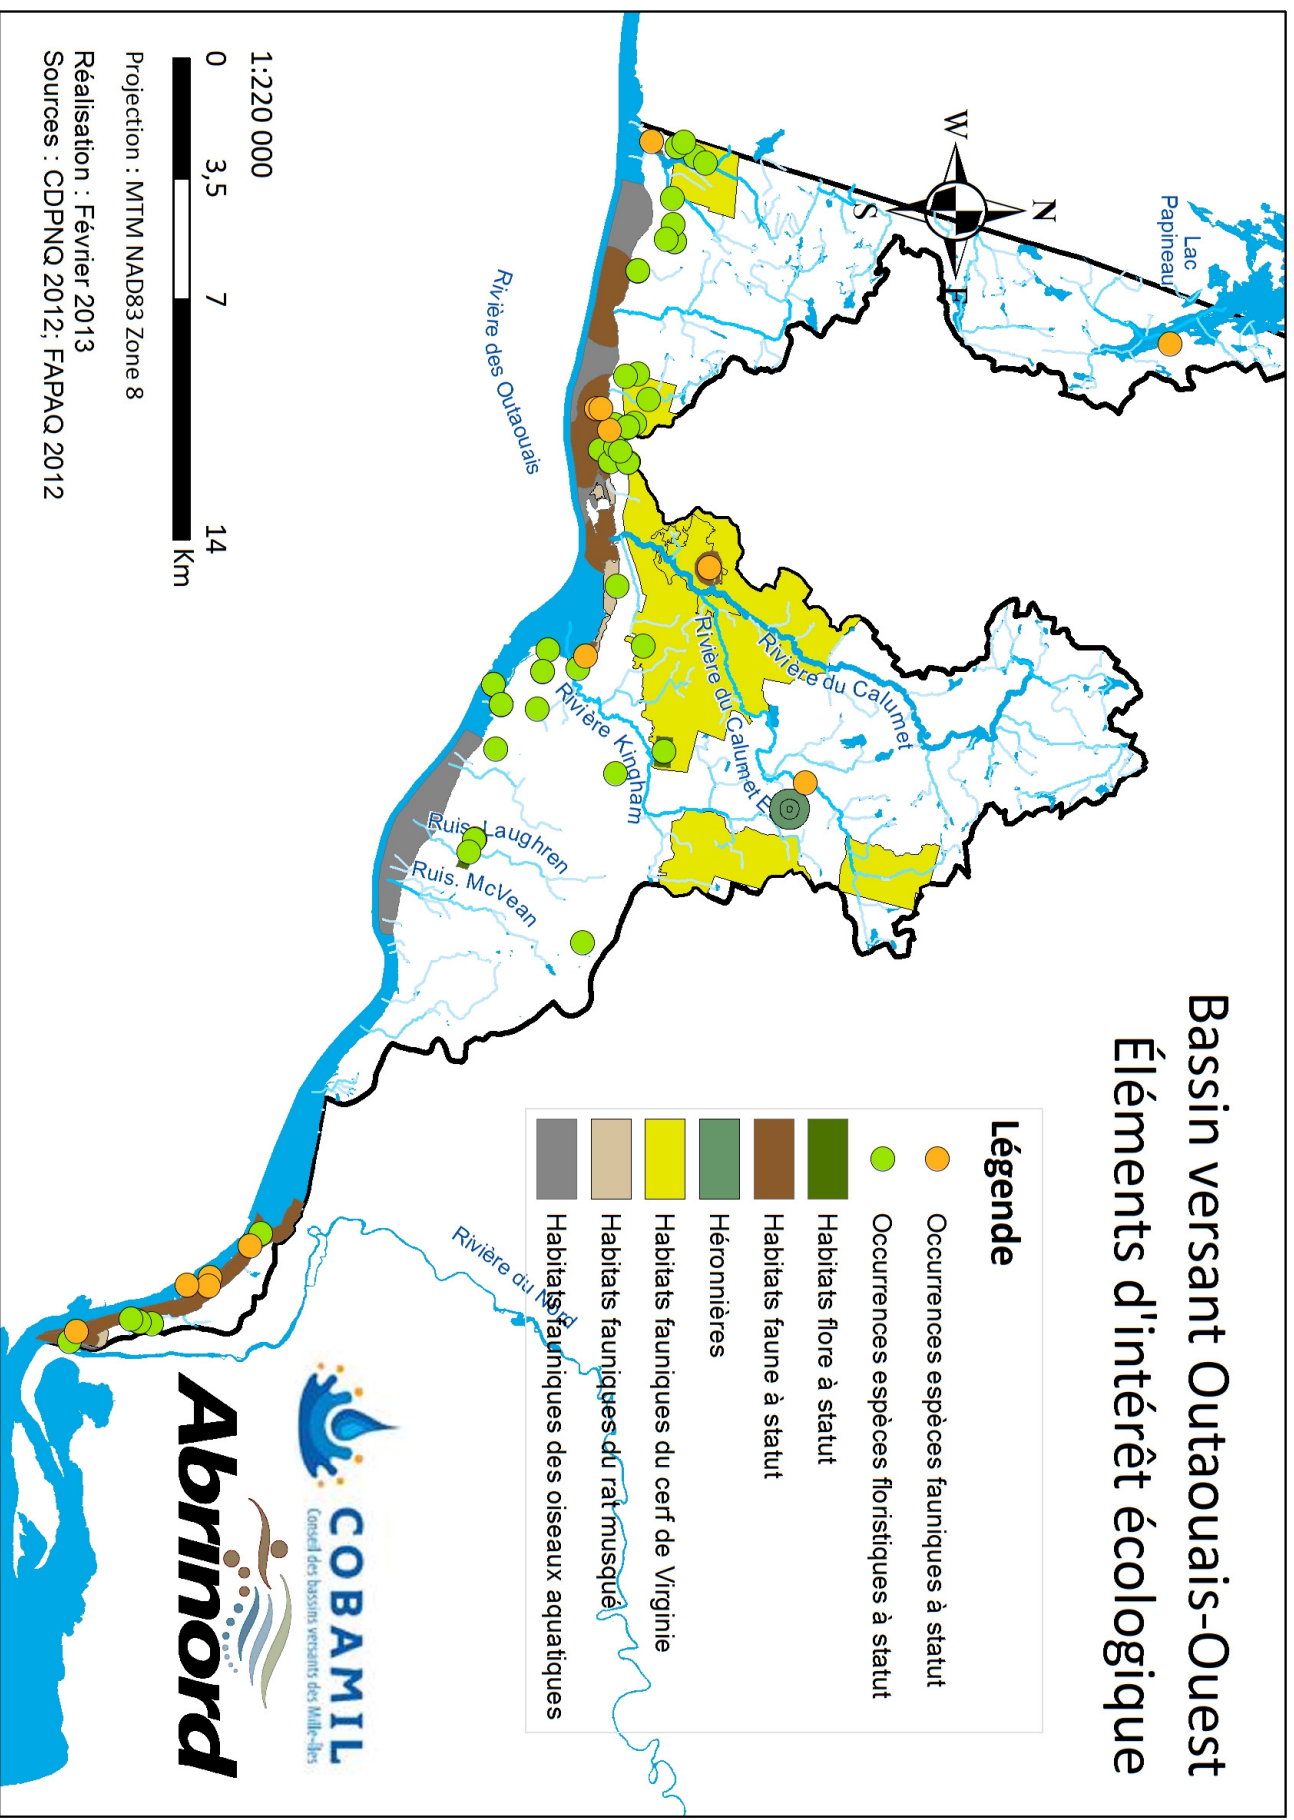 Bassin versant Outaouais-Ouest
Éléments d'intérêt écologique
Lac
Papineau
N
W
E
S
Légende
Occurrences espèces fauniques à statut
Occurrences espèces floristiques à statut
Habitats flore à statut
Habitats faune à statut
Héronnières
Habitats fauniques du cerf de Virginie
Habitats fauniques du rat musqué
Habitats fauniques des oiseaux aquatiques
Rivière du Calumet
Rivière du Calumet E
Rivière Kingham
Rivière des Outaouais
Ruis. Laughren
Ruis. McVean
Rivière du Nord
1:220 000
0 3,5 7 14
Km
Projection : MTM NAD83 Zone 8
Réalisation : Février 2013
Sources : CDPNQ 2012; FAPAQ 2012
COBAMIL
Conseil des bassins versants des Mille-Îles
Abrinord